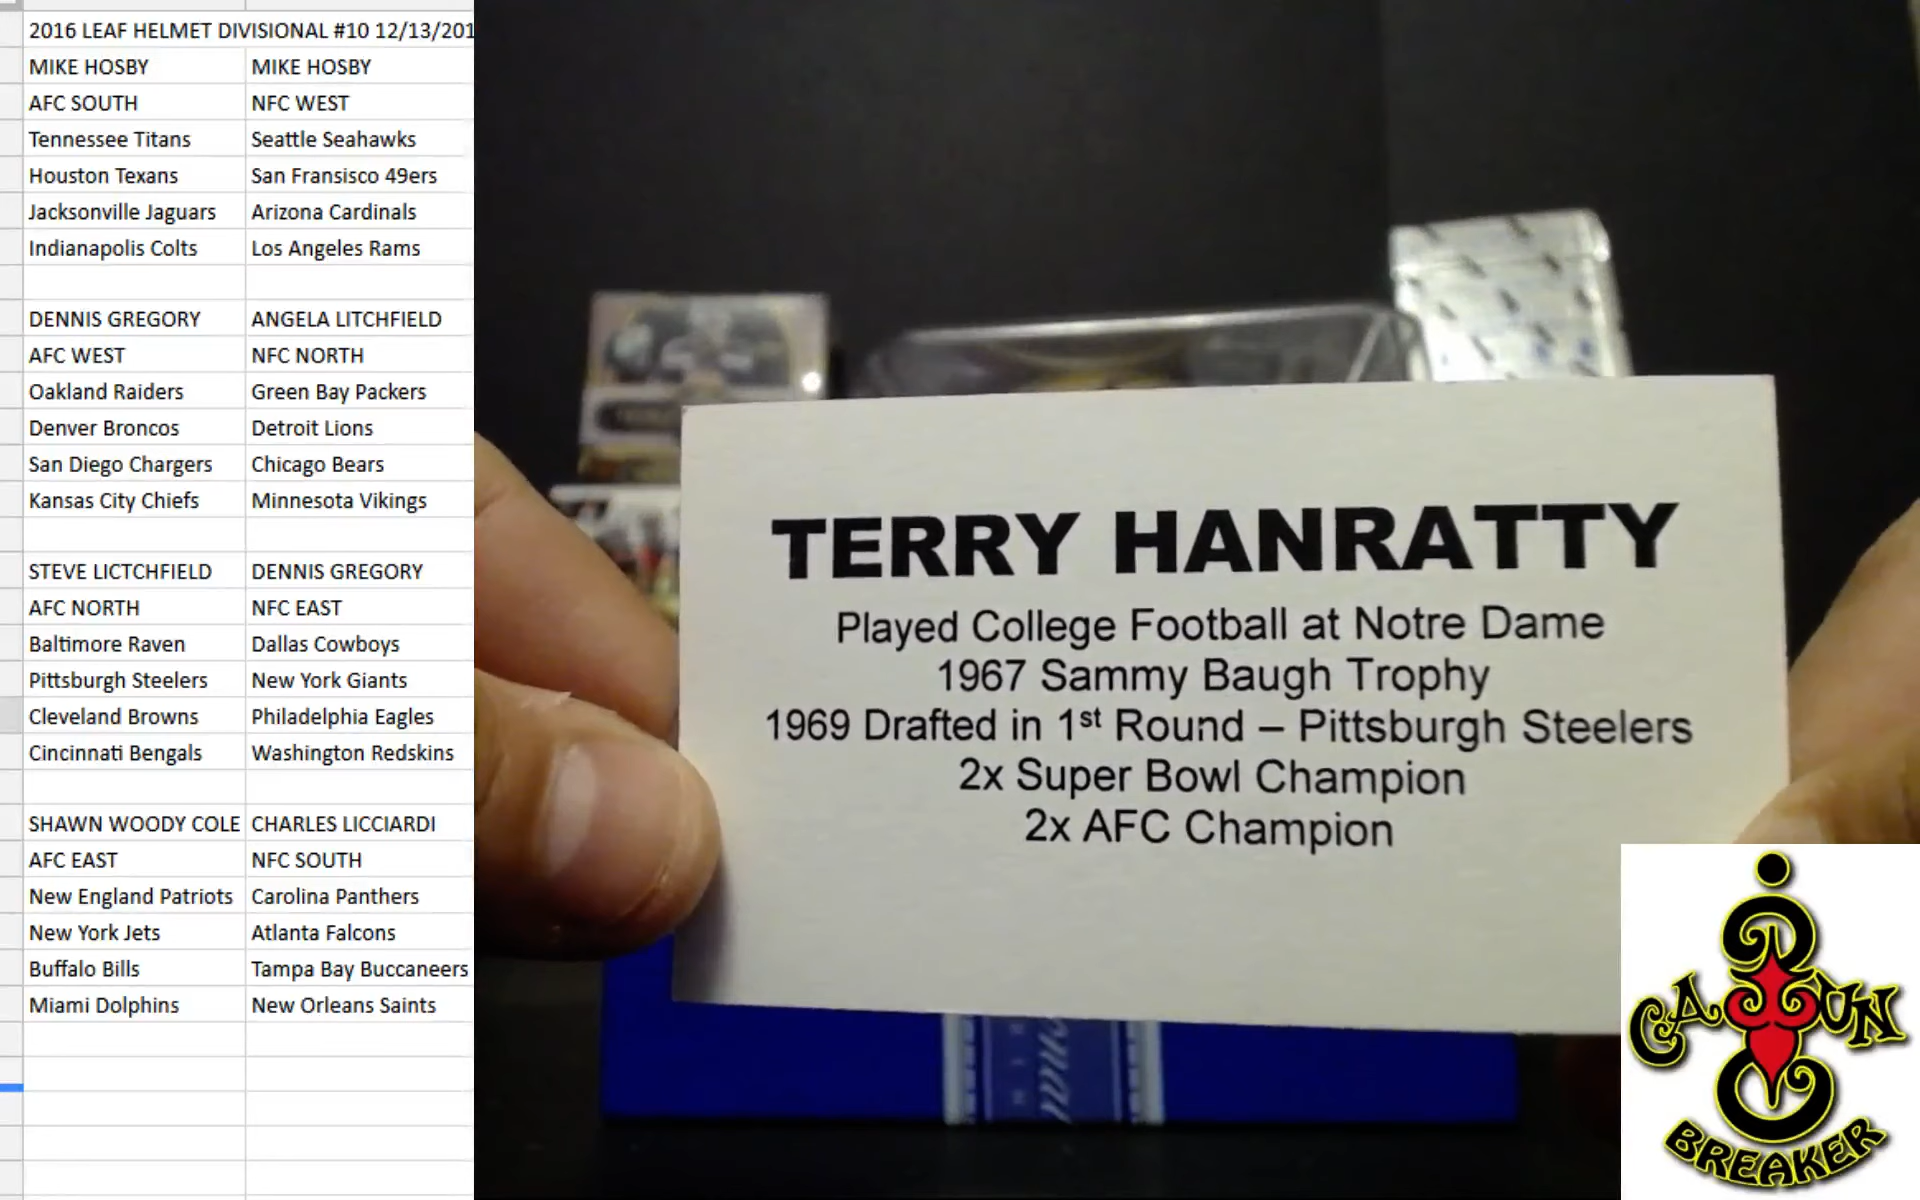 2016 LEAF HELMET DIVISIONAL #10 12/13/201
MIKE HOSBY MIKE HOSBY
AFC SOUTH NFC WEST
Tennessee Titans Seattle Seahawks
Houston Texans San Fransisco 49ers
Jacksonville Jaguars Arizona Cardinals
Indianapolis Colts Los Angeles Rams
DENNIS GREGORY ANGELA LITCHFIELD
AFC WEST NFC NORTH
Oakland Raiders Green Bay Packers
Denver Broncos Detroit Lions
San Diego Chargers Chicago Bears
Kansas City Chiefs Minnesota Vikings
STEVE LICTCHFIELD DENNIS GREGORY
AFC NORTH NFC EAST
Baltimore Raven Dallas Cowboys
Pittsburgh Steelers New York Giants
Cleveland Browns Philadelphia Eagles
Cincinnati Bengals Washington Redskins
SHAWN WOODY COLE CHARLES LICCIARDI
AFC EAST NFC SOUTH
New England Patriots Carolina Panthers
New York Jets Atlanta Falcons
Buffalo Bills Tampa Bay Buccaneers
Miami Dolphins New Orleans Saints
TERRY HANRATTY
Played College Football at Notre Dame
1967 Sammy Baugh Trophy
1969 Drafted in 1st Round – Pittsburgh Steelers
2x Super Bowl Champion
2x AFC Champion
CAJUN
BREAKER